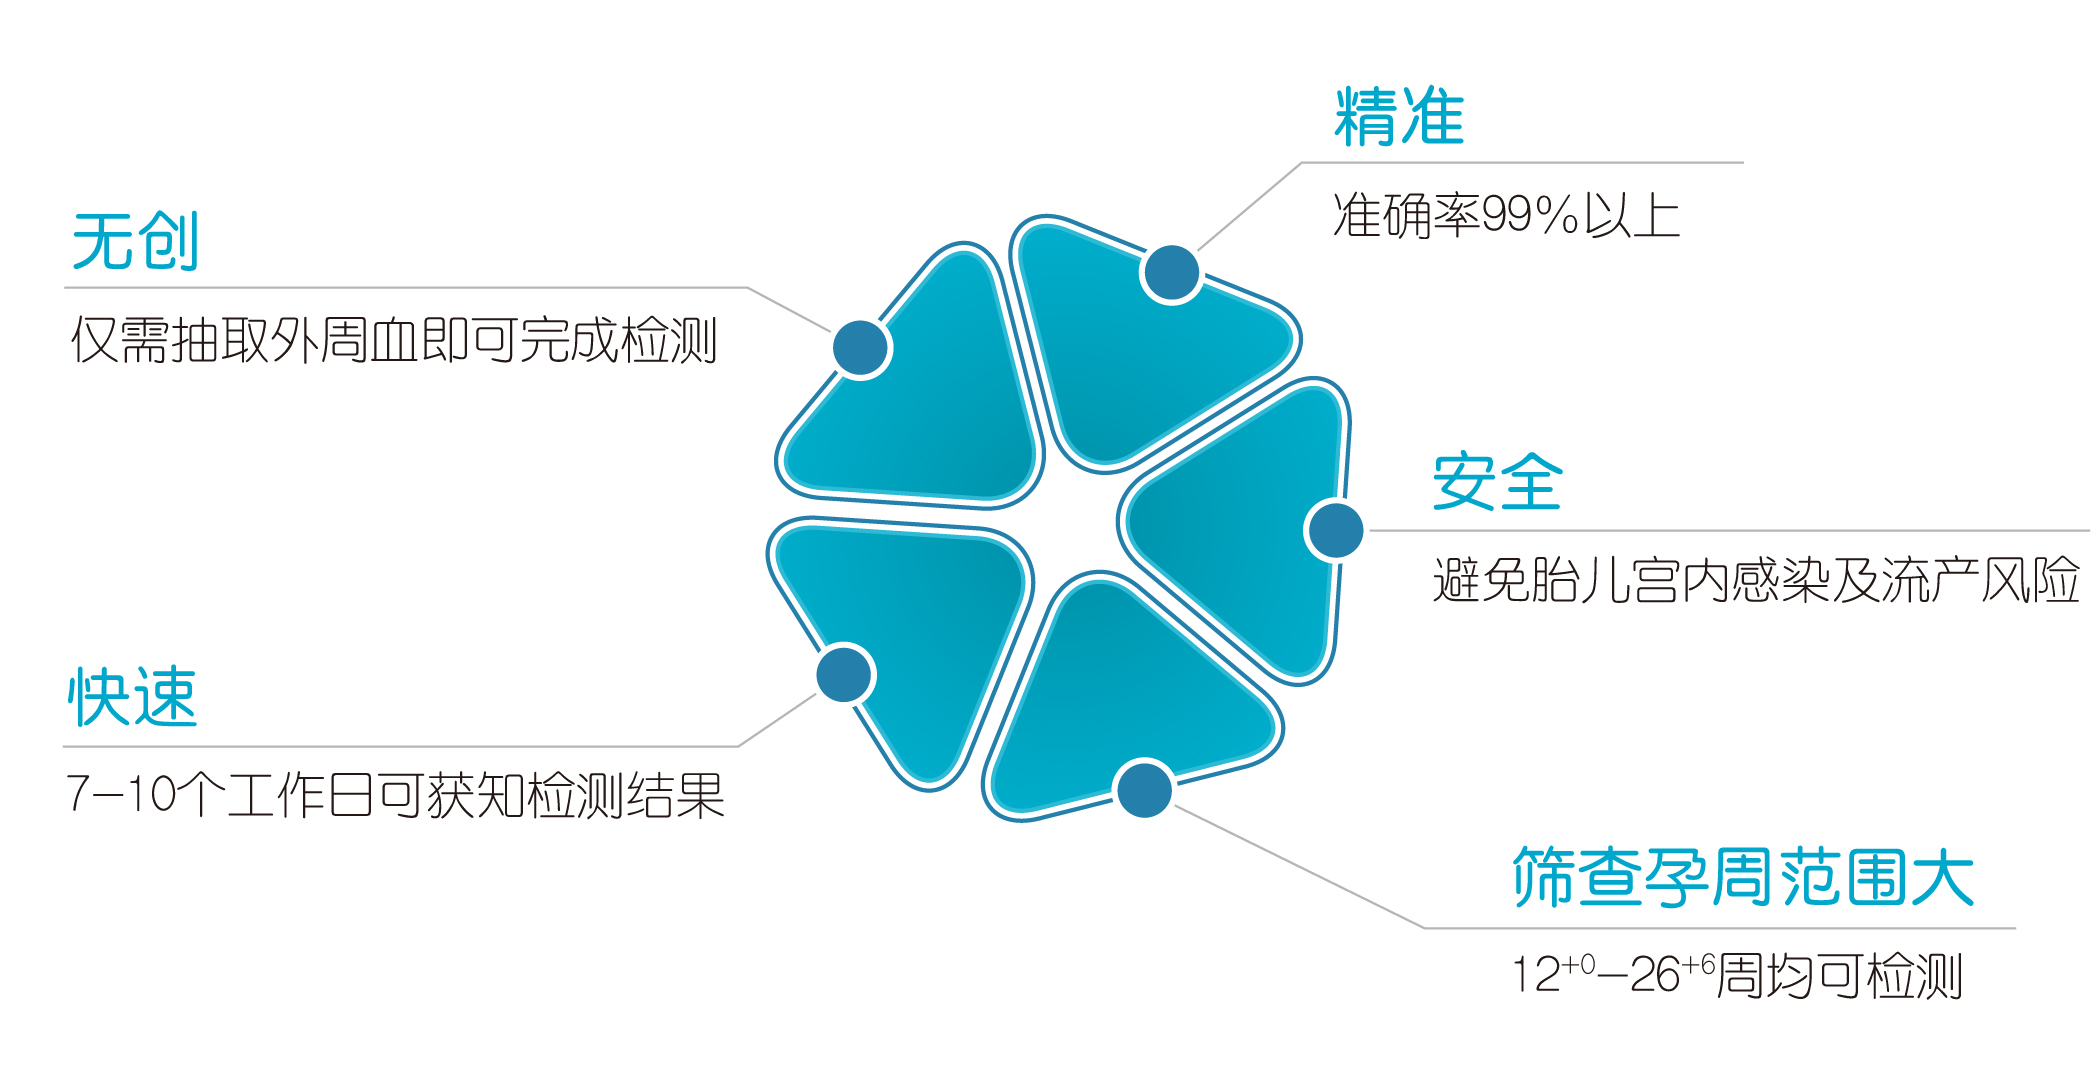 精准
准确率99%以上
无创
仅需抽取外周血即可完成检测
安全
避免胎儿宫内感染及流产风险
快速
7-10个工作日可获知检测结果
筛查孕周范围大
12⁺⁰-26⁺⁶周均可检测